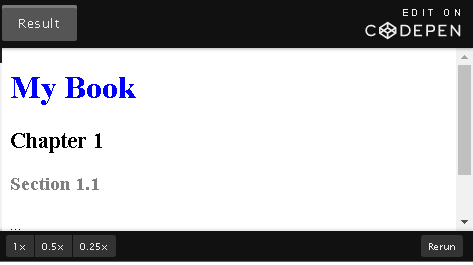 Result
EDIT ON
CODEPEN
My Book
Chapter 1
Section 1.1
...
1× 0.5× 0.25× Rerun